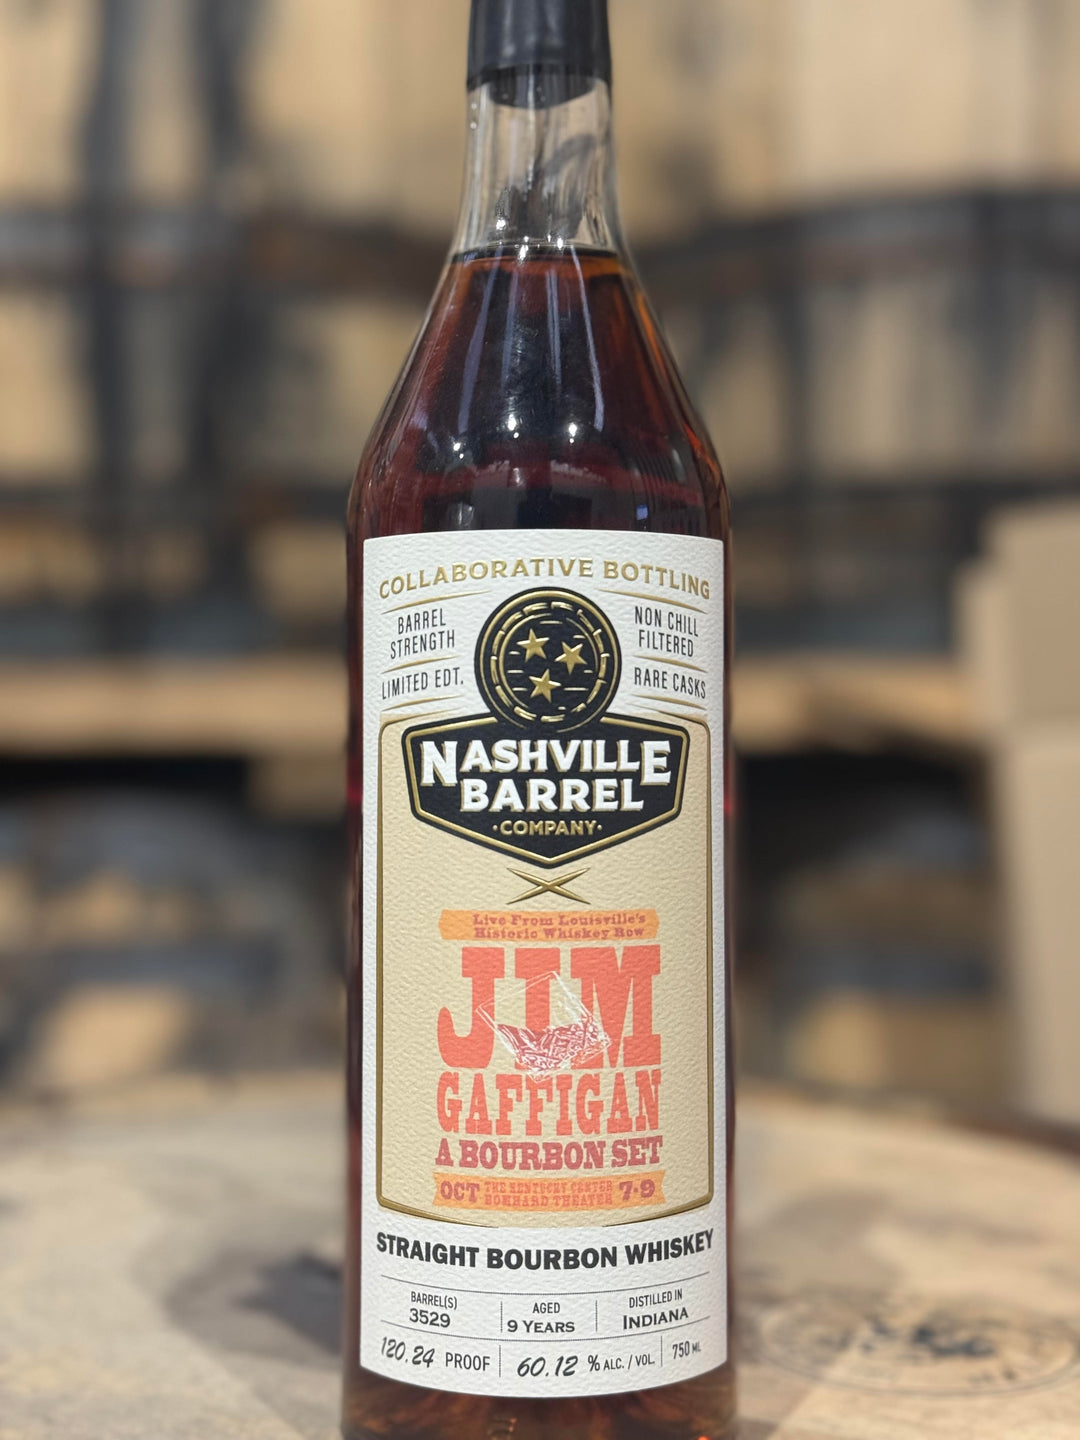 COLLABORATIVE BOTTLING
BARREL
STRENGTH
LIMITED EDT.
NON CHILL
FILTERED
RARE CASKS
NASHVILLE
BARREL
·COMPANY·
Live From Louisville's
Historic Whiskey Row
JIM
GAFFIGAN
A BOURBON SET
OCT THE KENTUCKY CENTER 7-9
BOMHARD THEATER
STRAIGHT BOURBON WHISKEY
BARREL(S)
3529
AGED
9 YEARS
DISTILLED IN
INDIANA
120.24 PROOF
60.12 % ALC. / VOL.
750 ML